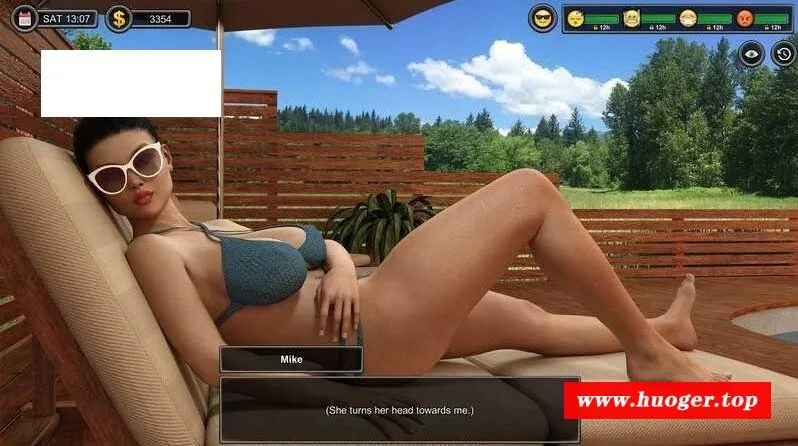 SAT 13:07
3354
12h
12h
12h
12h
Mike
(She turns her head towards me.)
www.huoger.top